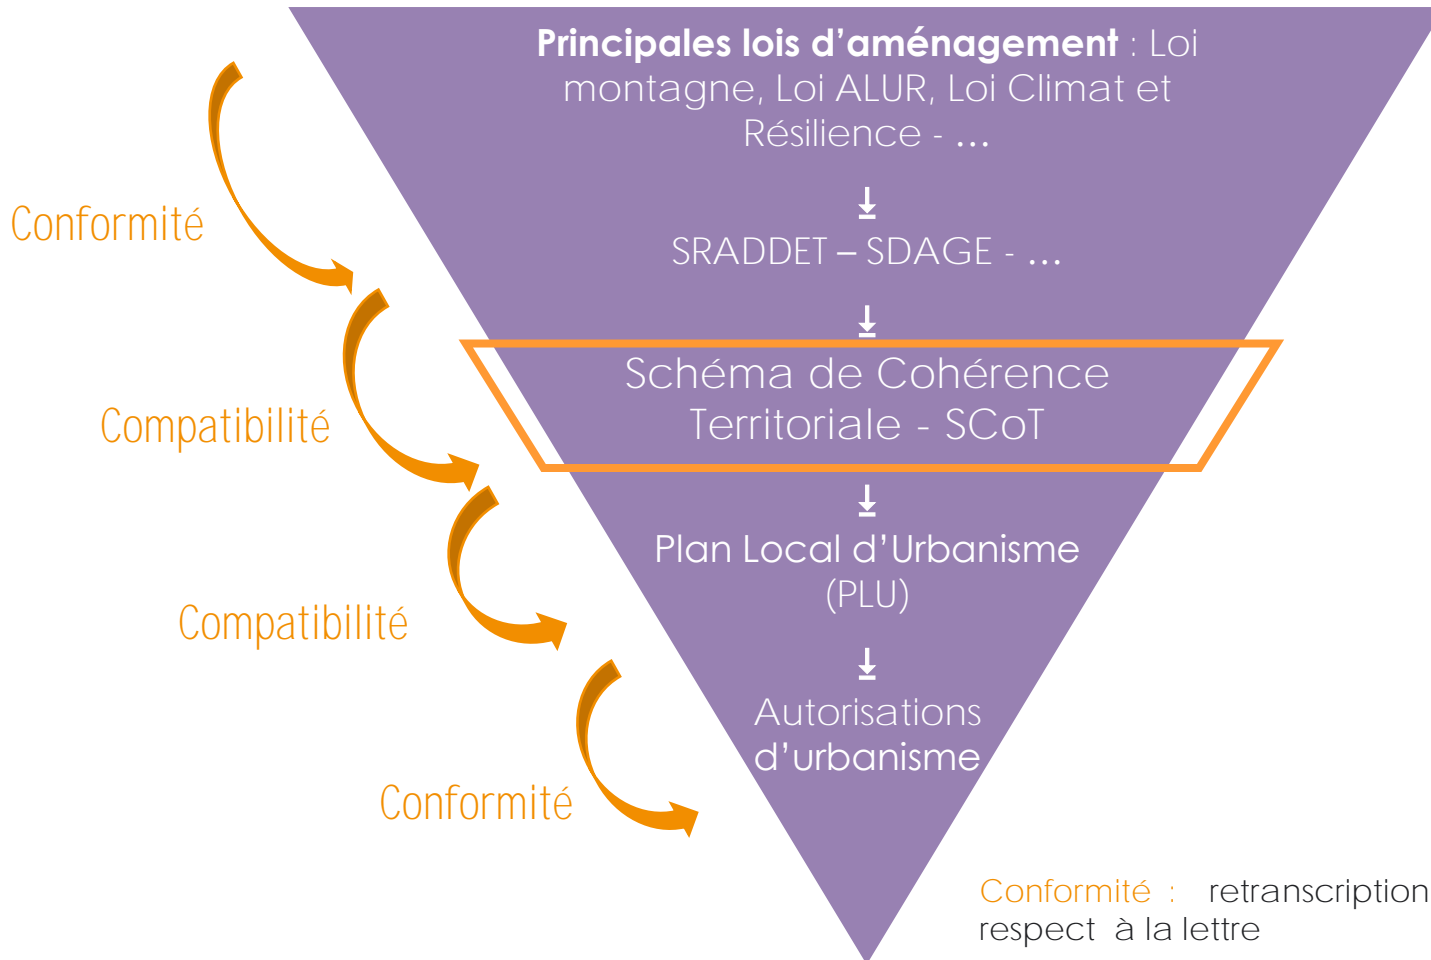 Principales lois d’aménagement : Loi
montagne, Loi ALUR, Loi Climat et
Résilience - ...
SRADDET – SDAGE - ...
Schéma de Cohérence
Territoriale - SCoT
Plan Local d’Urbanisme
(PLU)
Autorisations
d’urbanisme
Conformité
Compatibilité
Compatibilité
Conformité
Conformité : retranscription
respect à la lettre